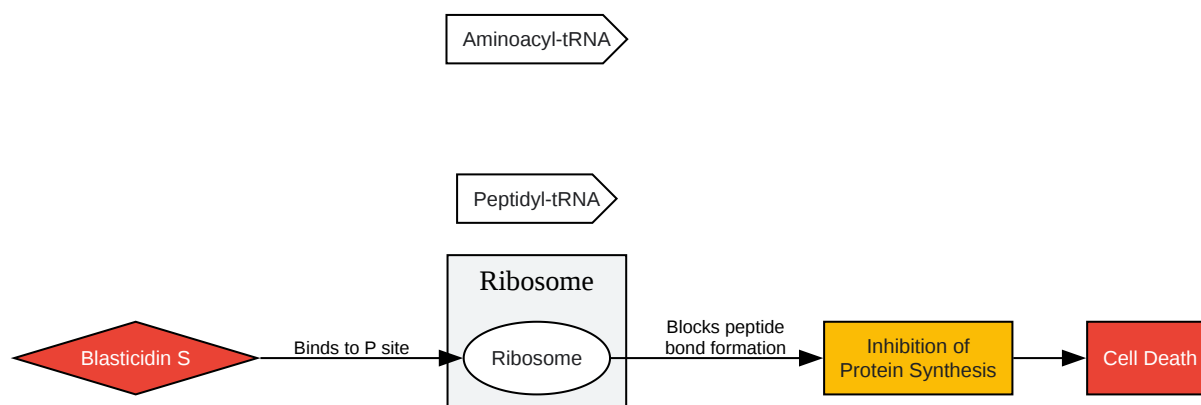 Aminoacyl-tRNA
Peptidyl-tRNA
Ribosome
Blasticidin S
Binds to P site
Ribosome
Blocks peptide
bond formation
Inhibition of
Protein Synthesis
Cell Death